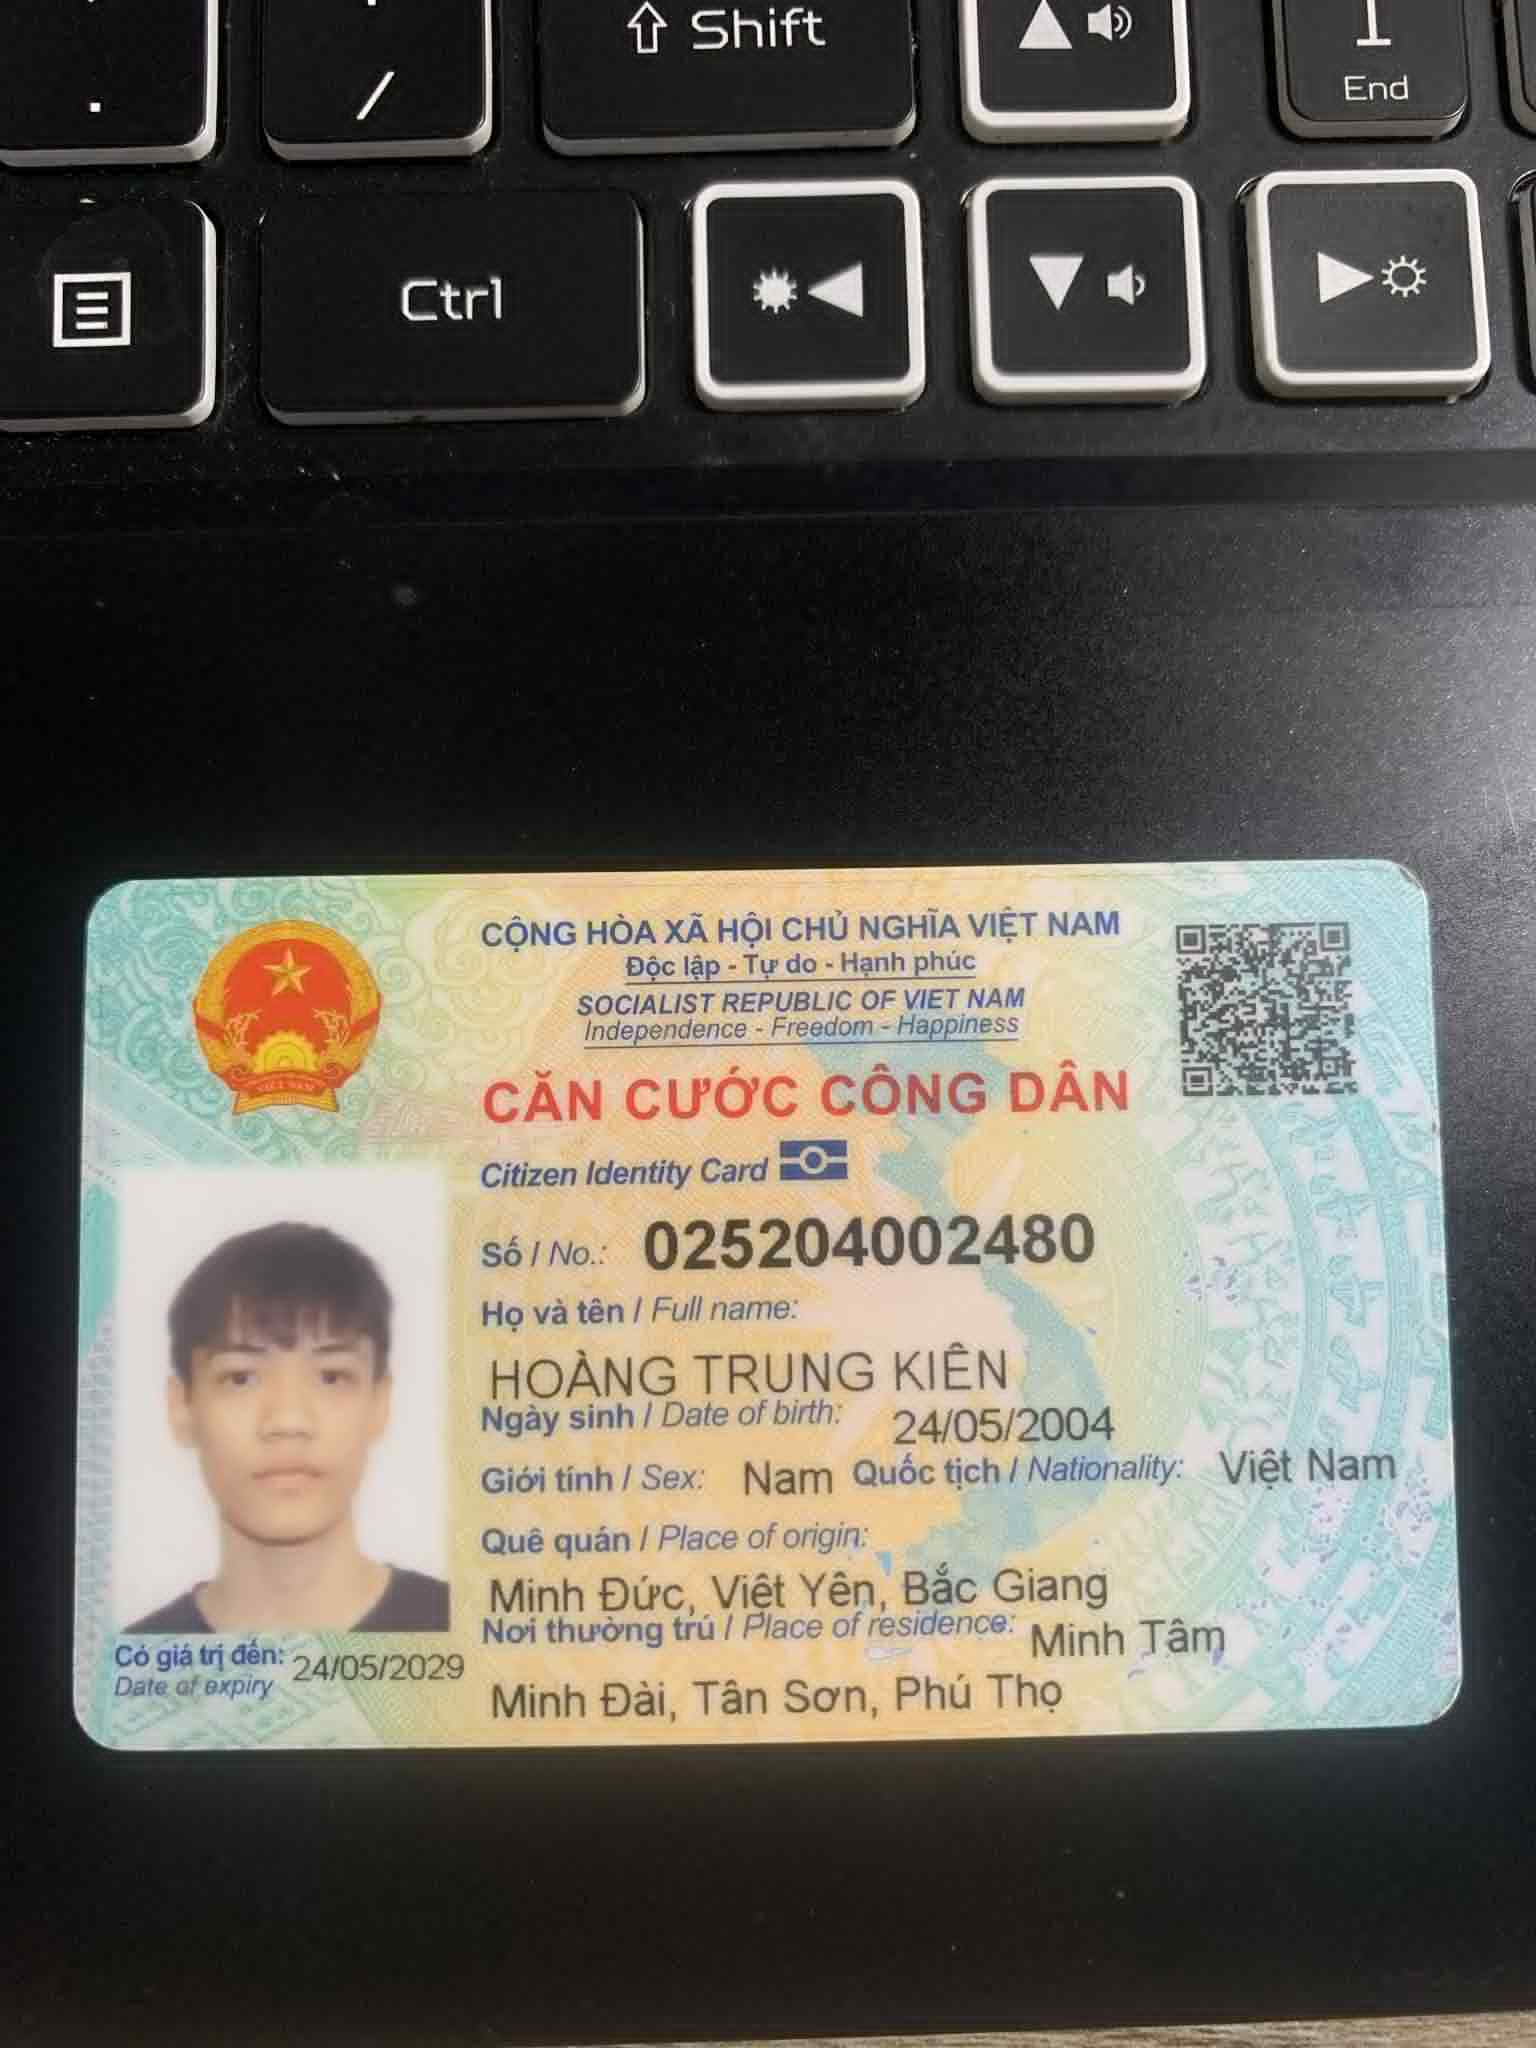 .
/
⇧ Shift
End
Ctrl
CỘNG HÒA XÃ HỘI CHỦ NGHĨA VIỆT NAM
Độc lập - Tự do - Hạnh phúc
SOCIALIST REPUBLIC OF VIET NAM
Independence - Freedom - Happiness
CĂN CƯỚC CÔNG DÂN
Citizen Identity Card
Số / No.: 025204002480
Họ và tên / Full name:
HOÀNG TRUNG KIÊN
Ngày sinh / Date of birth: 24/05/2004
Giới tính / Sex: Nam Quốc tịch / Nationality: Việt Nam
Quê quán / Place of origin:
Minh Đức, Việt Yên, Bắc Giang
Nơi thường trú / Place of residence: Minh Tâm
Minh Đài, Tân Sơn, Phú Thọ
Có giá trị đến: 24/05/2029
Date of expiry
VIỆT NAM